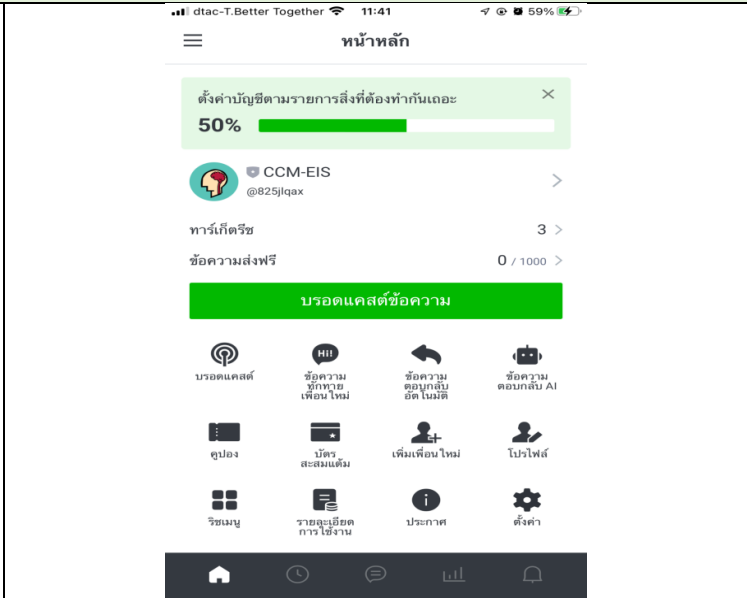 dtac-T.Better Together 11:41 59%
หน้าหลัก
ตั้งค่าบัญชีตามรายการสิ่งที่ต้องทำกันเถอะ
50%
CCM-EIS
@825jlqax
ทาร์เก็ตรีช 3
ข้อความส่งฟรี 0 / 1000
บรอดแคสต์ข้อความ
บรอดแคสต์
Hi!
ข้อความ
ทักทาย
เพื่อนใหม่
ข้อความ
ตอบกลับ
อัตโนมัติ
ข้อความ
ตอบกลับ AI
คูปอง
บัตร
สะสมแต้ม
เพิ่มเพื่อนใหม่
โปรไฟล์
ริชเมนู
รายละเอียด
การใช้งาน
ประกาศ
ตั้งค่า